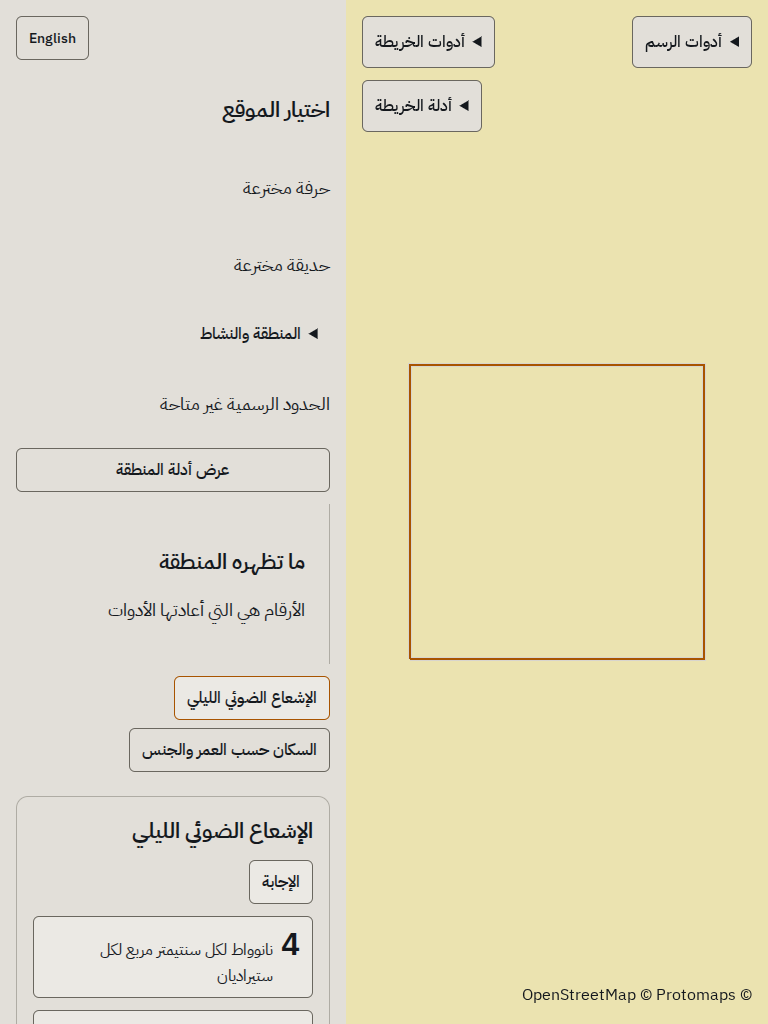 English
اختيار الموقع
حرفة مخترعة
حديقة مخترعة
المنطقة والنشاط
الحدود الرسمية غير متاحة
عرض أدلة المنطقة
ما تظهره المنطقة
الأرقام هي التي أعادتها الأدوات
الإشعاع الضوئي الليلي
السكان حسب العمر والجنس
الإشعاع الضوئي الليلي
الإجابة
4 نانوواط لكل سنتيمتر مربع لكل
ستيراديان
أدوات الرسم
أدوات الخريطة
أدلة الخريطة
OpenStreetMap © Protomaps ©